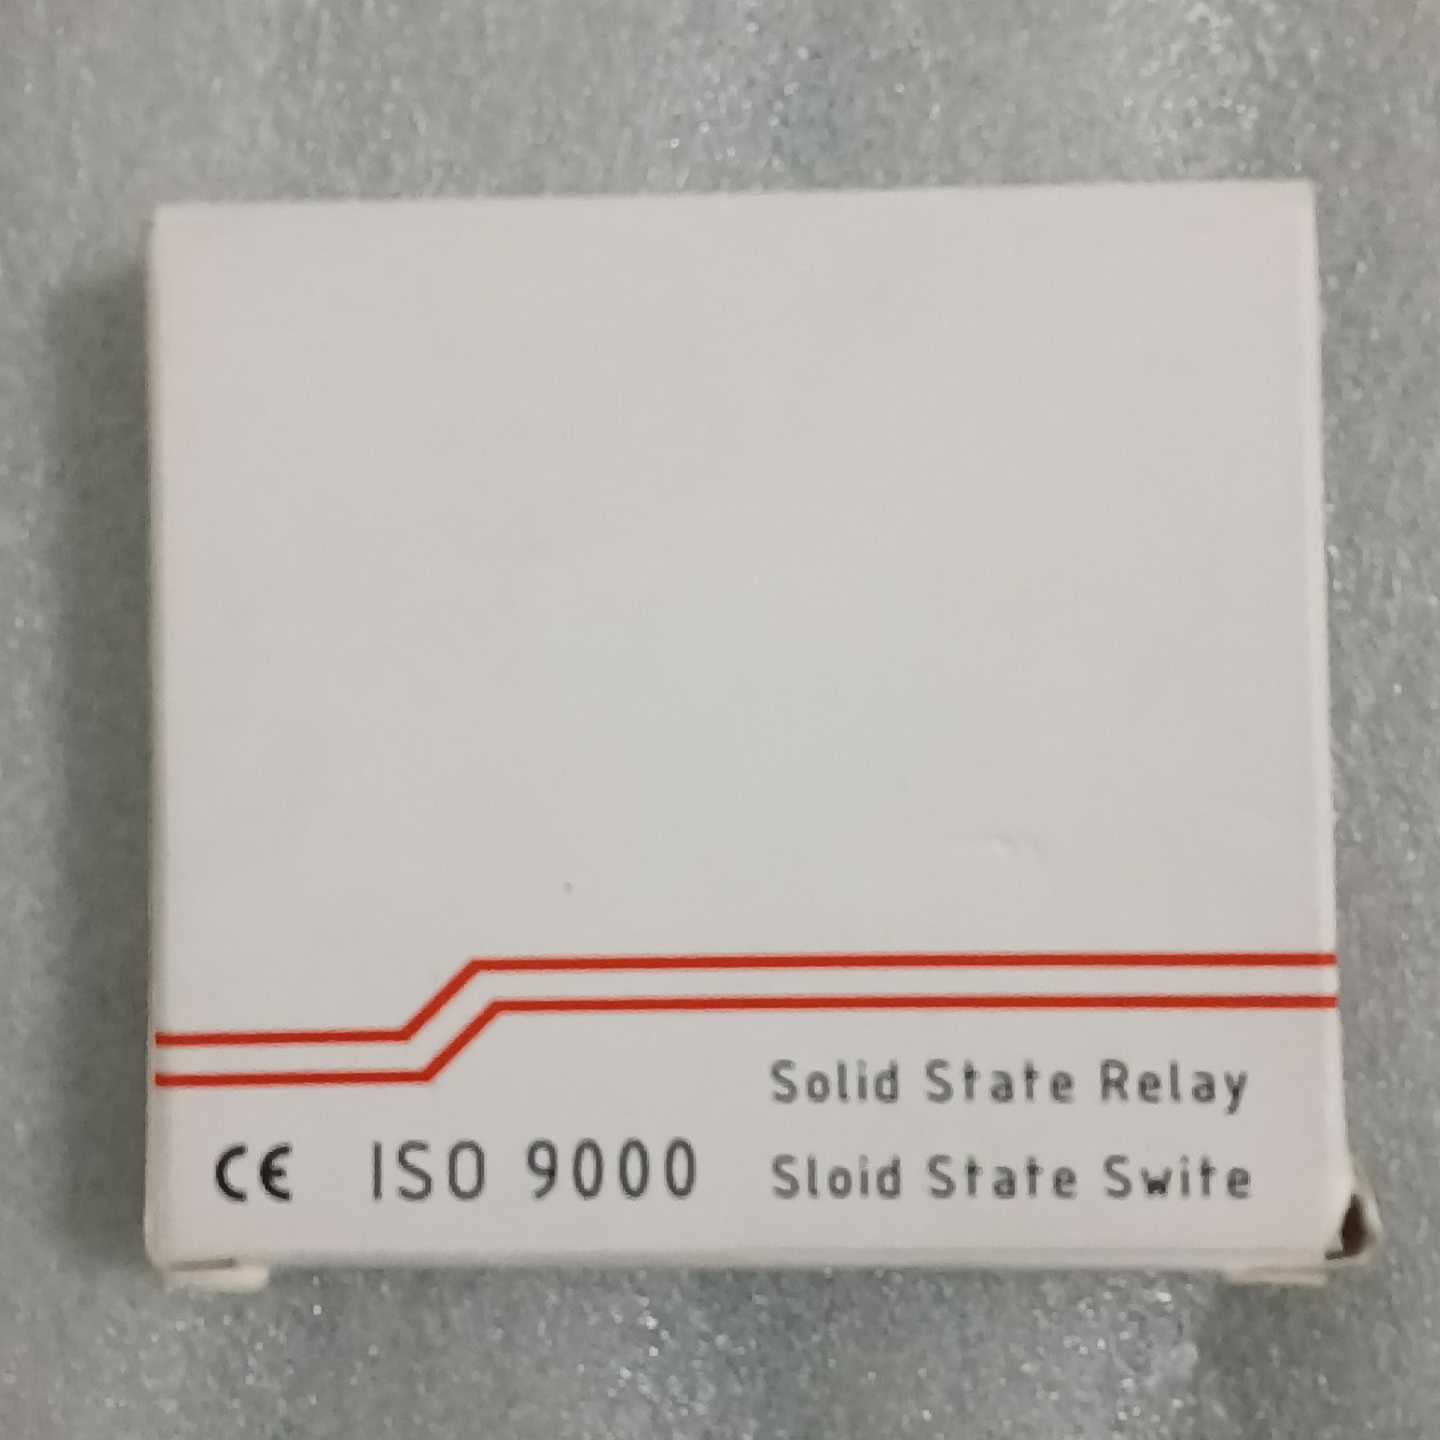 Solid State Relay
CE ISO 9000 Sloid State Swite